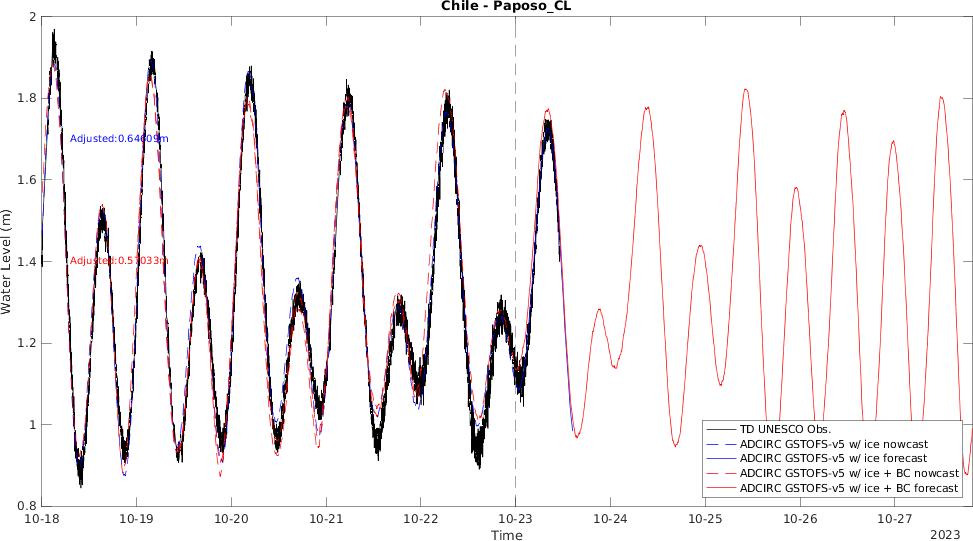 Chile - Paposo_CL
2
1.8
Adjusted:0.64609m
1.6
Water Level (m)
1.4
Adjusted:0.57033m
1.2
1
0.8
TD UNESCO Obs.
ADCIRC GSTOFS-v5 w/ ice nowcast
ADCIRC GSTOFS-v5 w/ ice forecast
ADCIRC GSTOFS-v5 w/ ice + BC nowcast
ADCIRC GSTOFS-v5 w/ ice + BC forecast
10-18 10-19 10-20 10-21 10-22 10-23 10-24 10-25 10-26 10-27
Time
2023